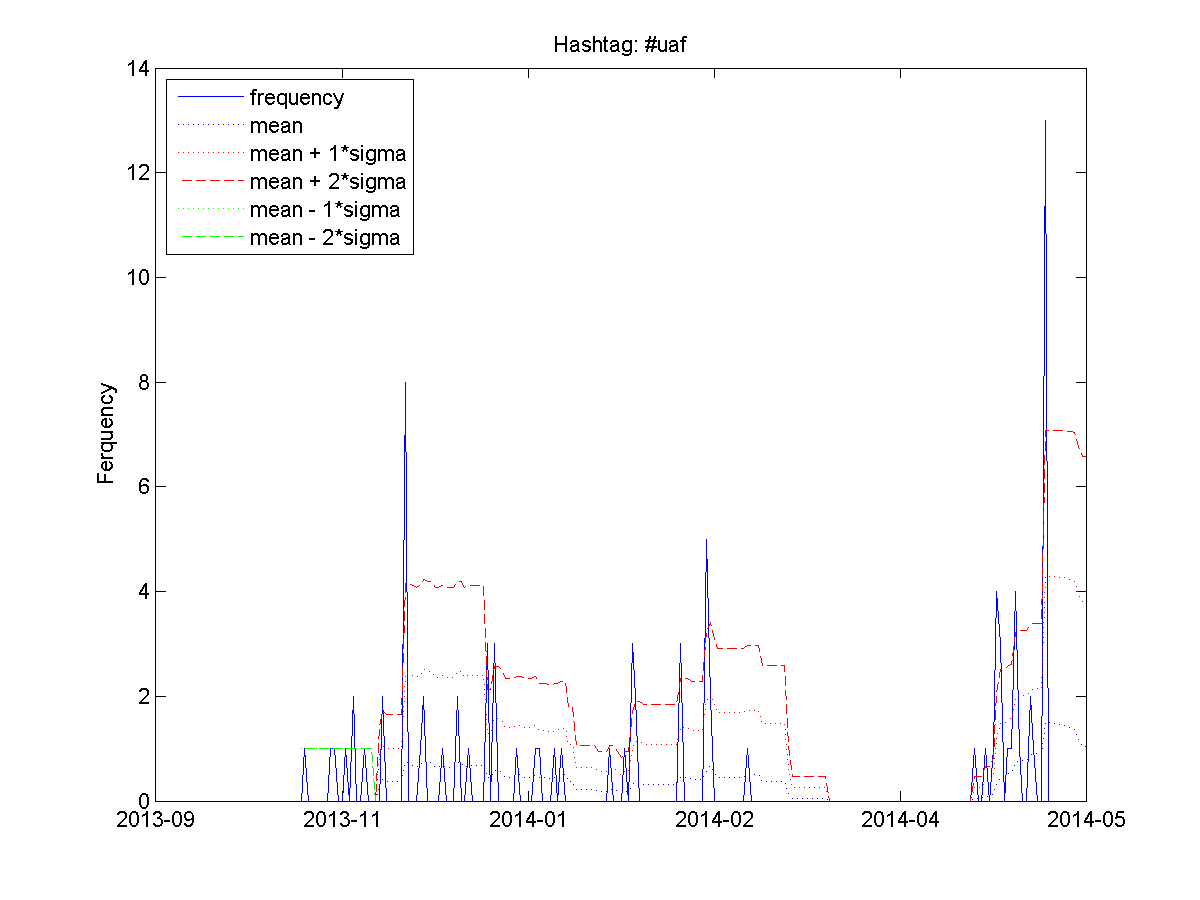 Hashtag: #uaf
14
12
10
8
6
4
2
0
Ferquency
frequency
mean
mean + 1*sigma
mean + 2*sigma
mean - 1*sigma
mean - 2*sigma
2013-09 2013-11 2014-01 2014-02 2014-04 2014-05